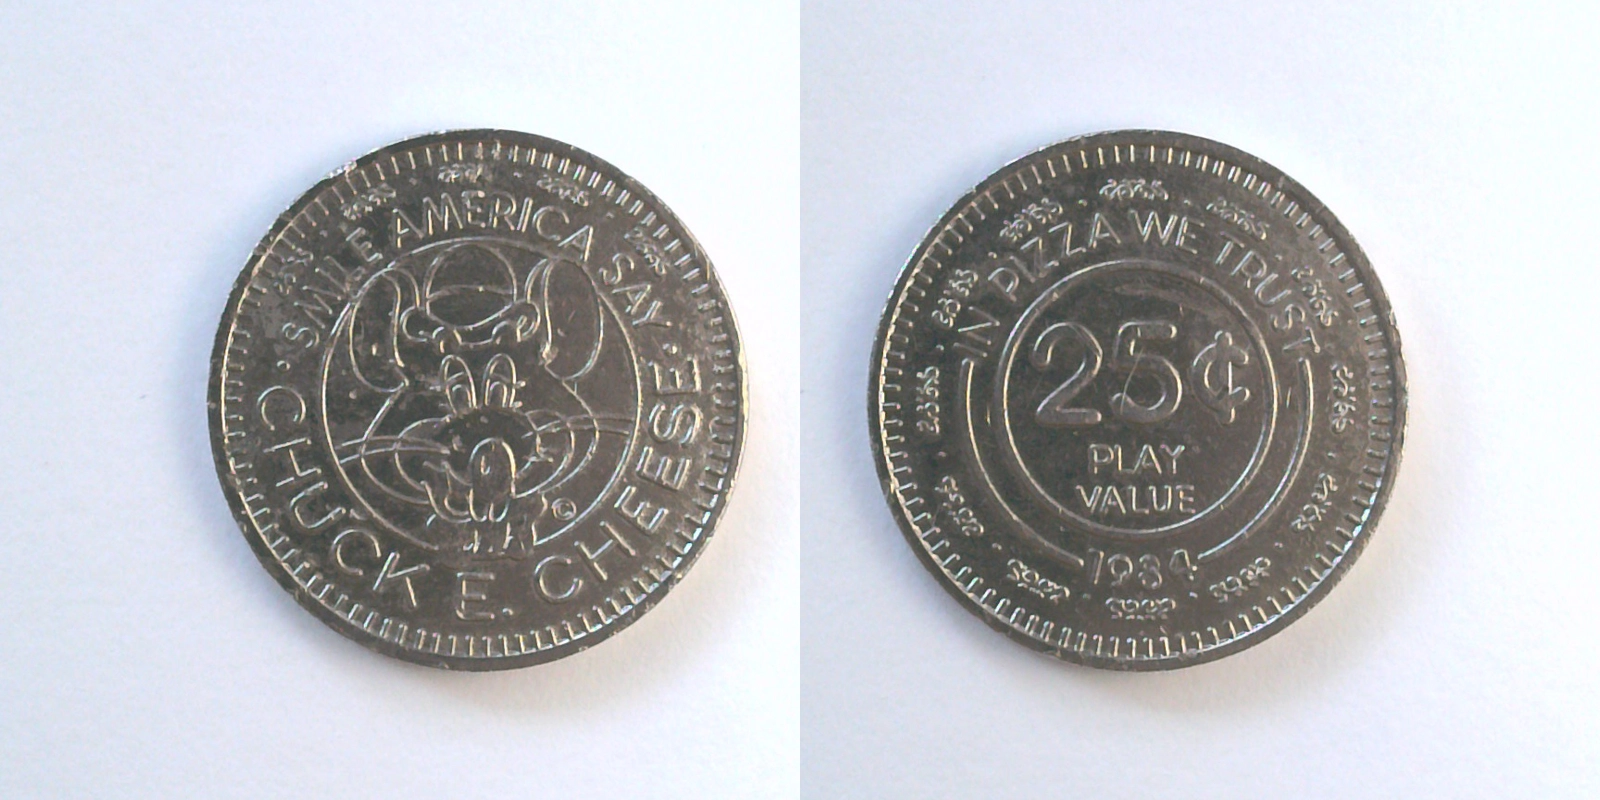 ·SMILE AMERICA SAY·
CHUCK E. CHEESE
©
IN PIZZA WE TRUST
25¢
PLAY
VALUE
1984